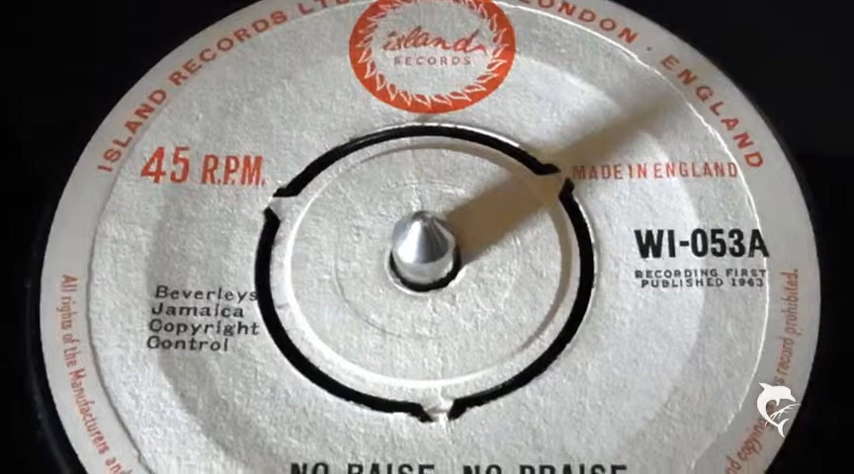 ISLAND RECORDS LTD LONDON · ENGLAND
island
RECORDS
45 R.P.M.
MADE IN ENGLAND
WI-053A
RECORDING FIRST
PUBLISHED 1963
Beverleys
Jamaica
Copyright
Control
All rights of the Manufacturers and
record prohibited.
NO RAISE NO PRAISE